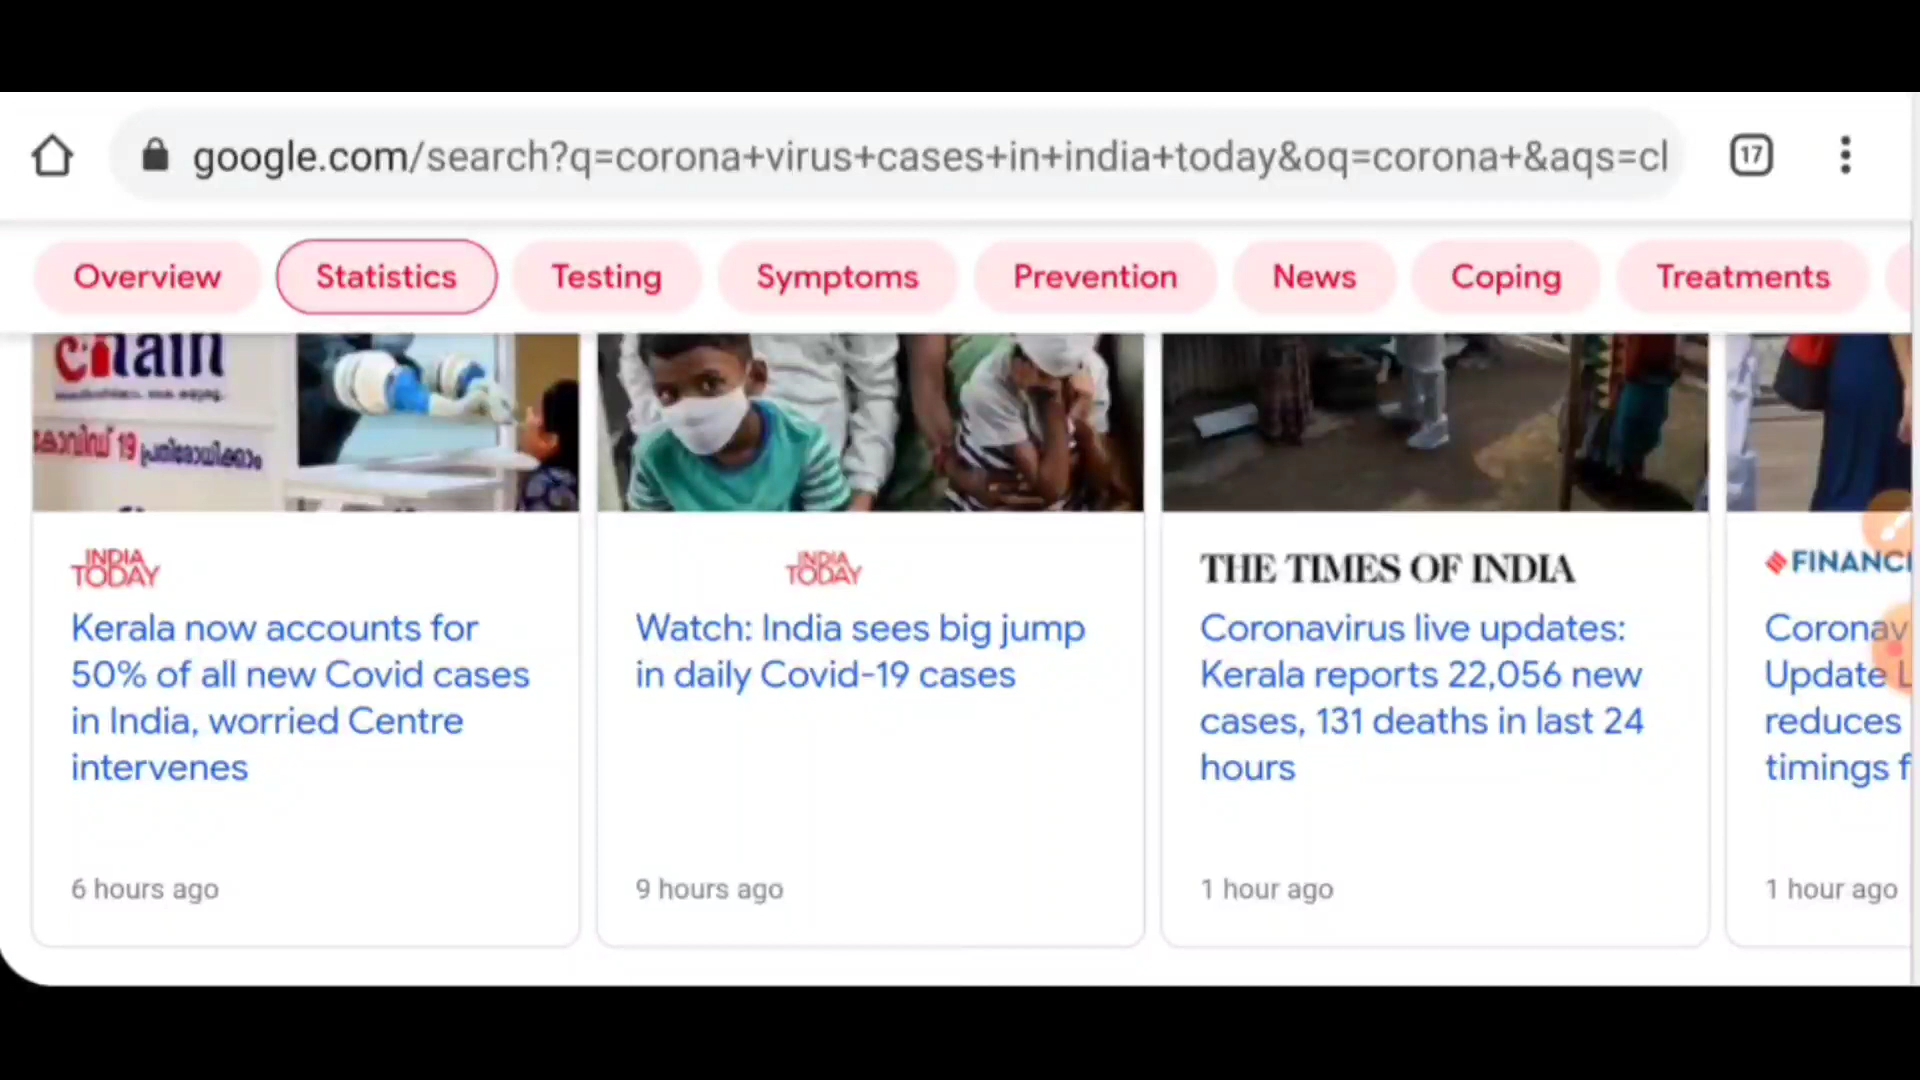 google.com/search?q=corona+virus+cases+in+india+today&oq=corona+&aqs=cl
17
Overview
Statistics
Testing
Symptoms
Prevention
News
Coping
Treatments
കോവിഡ് 19 പ്രതിരോധിക്കാം
INDIA
TODAY
Kerala now accounts for
50% of all new Covid cases
in India, worried Centre
intervenes
6 hours ago
INDIA
TODAY
Watch: India sees big jump
in daily Covid-19 cases
9 hours ago
THE TIMES OF INDIA
Coronavirus live updates:
Kerala reports 22,056 new
cases, 131 deaths in last 24
hours
1 hour ago
FINANCI
Coronav
Update L
reduces
timings f
1 hour ago